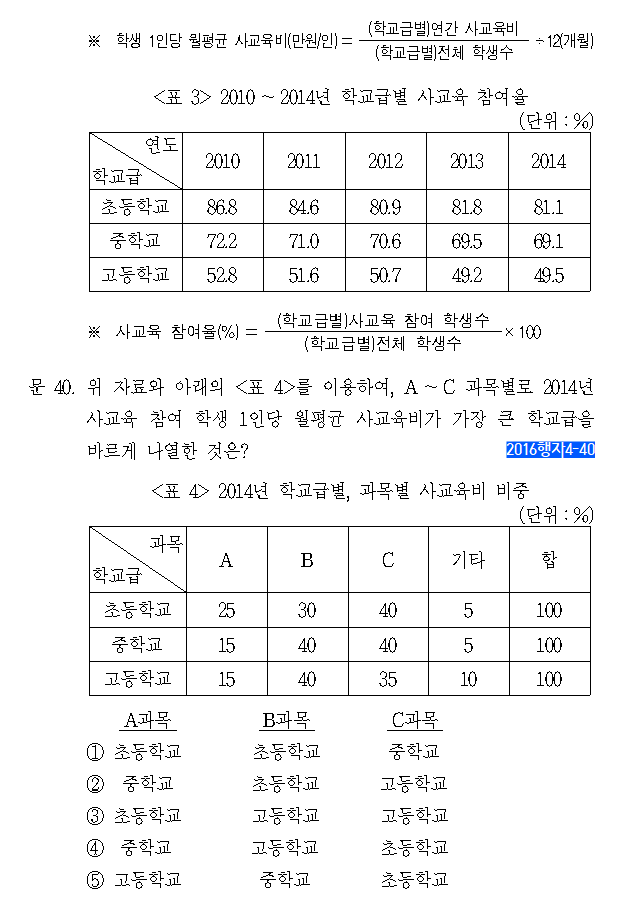 ※ 학생 1인당 월평균 사교육비(만원/인) = (학교급별)연간 사교육비 / (학교급별)전체 학생수 ÷12(개월)
<표 3> 2010 ~ 2014년 학교급별 사교육 참여율
(단위 : %)
연도
학교급 2010 2011 2012 2013 2014
초등학교 86.8 84.6 80.9 81.8 81.1
중학교 72.2 71.0 70.6 69.5 69.1
고등학교 52.8 51.6 50.7 49.2 49.5
※ 사교육 참여율(%) = (학교급별)사교육 참여 학생수 / (학교급별)전체 학생수 × 100
문 40. 위 자료와 아래의 <표 4>를 이용하여, A ~ C 과목별로 2014년
사교육 참여 학생 1인당 월평균 사교육비가 가장 큰 학교급을
바르게 나열한 것은? 2016행자4-40
<표 4> 2014년 학교급별, 과목별 사교육비 비중
(단위 : %)
과목
학교급 A B C 기타 합
초등학교 25 30 40 5 100
중학교 15 40 40 5 100
고등학교 15 40 35 10 100
A과목 B과목 C과목
① 초등학교 초등학교 중학교
② 중학교 초등학교 고등학교
③ 초등학교 고등학교 고등학교
④ 중학교 고등학교 초등학교
⑤ 고등학교 중학교 초등학교